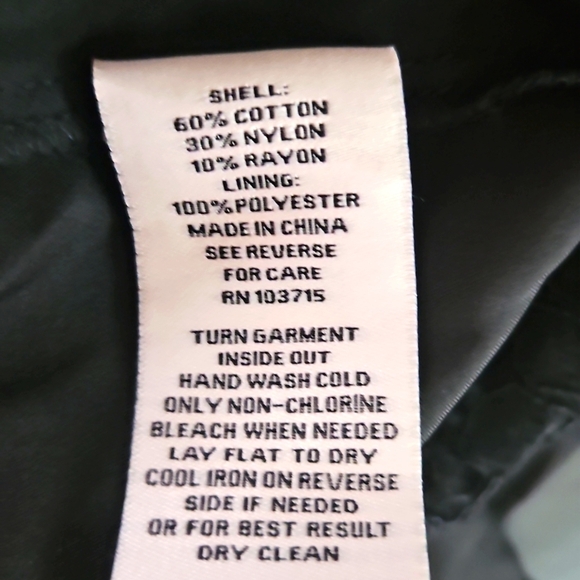 SHELL:
60% COTTON
30% NYLON
10% RAYON
LINING:
100% POLYESTER
MADE IN CHINA
SEE REVERSE
FOR CARE
RN 103715
TURN GARMENT
INSIDE OUT
HAND WASH COLD
ONLY NON-CHLORINE
BLEACH WHEN NEEDED
LAY FLAT TO DRY
COOL IRON ON REVERSE
SIDE IF NEEDED
OR FOR BEST RESULT
DRY CLEAN